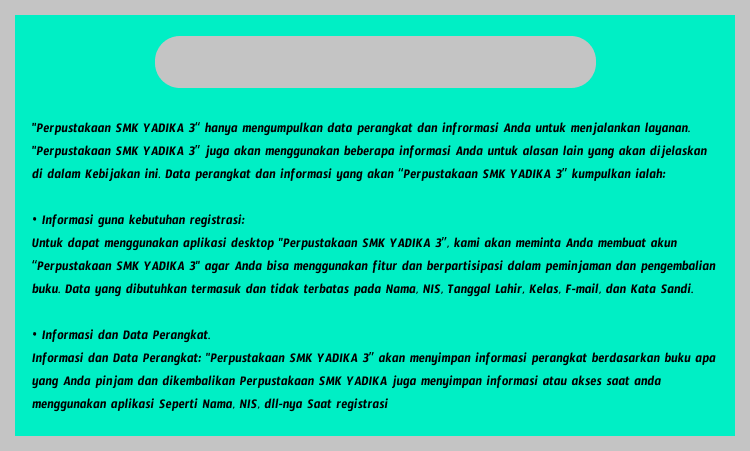 "Perpustakaan SMK YADIKA 3" hanya mengumpulkan data perangkat dan infrormasi Anda untuk menjalankan layanan.
"Perpustakaan SMK YADIKA 3" juga akan menggunakan beberapa informasi Anda untuk alasan lain yang akan dijelaskan
di dalam Kebijakan ini. Data perangkat dan informasi yang akan "Perpustakaan SMK YADIKA 3" kumpulkan ialah:
• Informasi guna kebutuhan registrasi:
Untuk dapat menggunakan aplikasi desktop "Perpustakaan SMK YADIKA 3", kami akan meminta Anda membuat akun
"Perpustakaan SMK YADIKA 3" agar Anda bisa menggunakan fitur dan berpartisipasi dalam peminjaman dan pengembalian
buku. Data yang dibutuhkan termasuk dan tidak terbatas pada Nama, NIS, Tanggal Lahir, Kelas, E-mail, dan Kata Sandi.
• Informasi dan Data Perangkat.
Informasi dan Data Perangkat: "Perpustakaan SMK YADIKA 3" akan menyimpan informasi perangkat berdasarkan buku apa
yang Anda pinjam dan dikembalikan Perpustakaan SMK YADIKA juga menyimpan informasi atau akses saat anda
menggunakan aplikasi Seperti Nama, NIS, dll-nya Saat registrasi